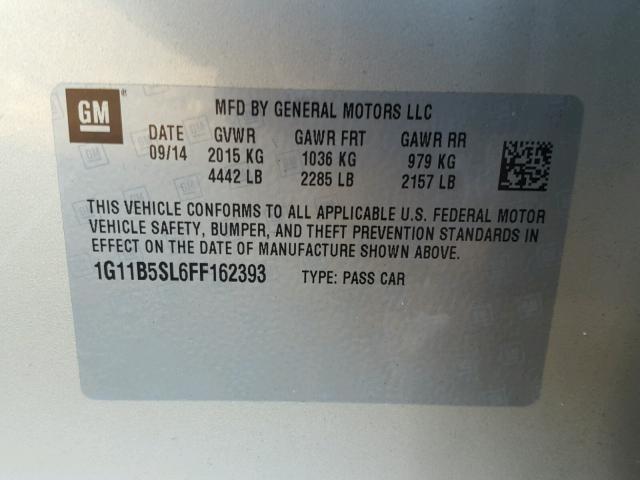 GM
MFD BY GENERAL MOTORS LLC
DATE GVWR GAWR FRT GAWR RR
09/14 2015 KG 1036 KG 979 KG
4442 LB 2285 LB 2157 LB
THIS VEHICLE CONFORMS TO ALL APPLICABLE U.S. FEDERAL MOTOR
VEHICLE SAFETY, BUMPER, AND THEFT PREVENTION STANDARDS IN
EFFECT ON THE DATE OF MANUFACTURE SHOWN ABOVE.
1G11B5SL6FF162393 TYPE: PASS CAR